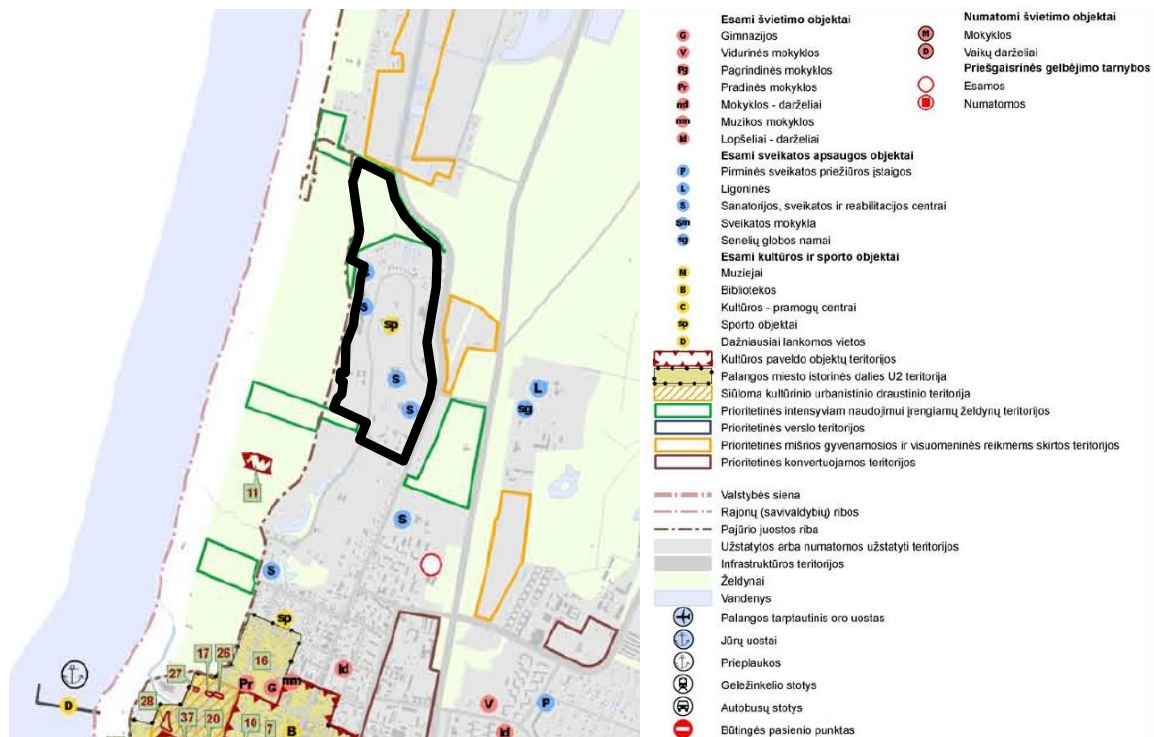 Esami švietimo objektai
G Gimnazijos
V Vidurinės mokyklos
Pg Pagrindinės mokyklos
Pr Pradinės mokyklos
md Mokyklos - darželiai
mm Muzikos mokyklos
ld Lopšeliai - darželiai
Esami sveikatos apsaugos objektai
P Pirminės sveikatos priežiūros įstaigos
L Ligoninės
S Sanatorijos, sveikatos ir reabilitacijos centrai
Sm Sveikatos mokykla
sg Senelių globos namai
Esami kultūros ir sporto objektai
M Muziejai
B Bibliotekos
C Kultūros - pramogų centrai
sp Sporto objektai
D Dažniausiai lankomos vietos
Kultūros paveldo objektų teritorijos
Palangos miesto istorinės dalies U2 teritorija
Siūloma kultūrinio urbanistinio draustinio teritorija
Prioritetinės intensyviam naudojimui įrengiamų želdynų teritorijos
Prioritetinės verslo teritorijos
Prioritetinės mišrios gyvenamosios ir visuomeninės reikmėms skirtos teritorijos
Prioritetinės konvertuojamos teritorijos
Valstybės siena
Rajonų (savivaldybių) ribos
Pajūrio juostos riba
Užstatytos arba numatomos užstatyti teritorijos
Infrastruktūros teritorijos
Želdynai
Vandenys
Palangos tarptautinis oro uostas
Jūrų uostai
Prieplaukos
Geležinkelio stotys
Autobusų stotys
Būtingės pasienio punktas
Numatomi švietimo objektai
M Mokyklos
D Vaikų darželiai
Priešgaisrinės gelbėjimo tarnybos
Esamos
Numatomos
S
sp
S
S
L
sg
11
S
S
sp
17 26 16
27 Pr G mm ld
28
D 37 20 10 7 B V P
ld